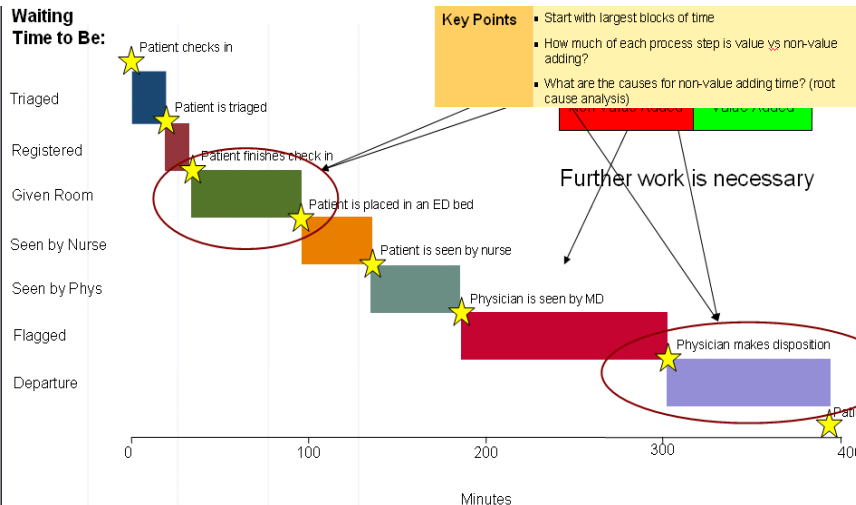 Waiting
Time to Be:
Key Points
Start with largest blocks of time
How much of each process step is value vs non-value
adding?
What are the causes for non-value adding time? (root
cause analysis)
Non Value Added
Value Added
Further work is necessary
Patient checks in
Triaged
Patient is triaged
Registered
Patient finishes check in
Given Room
Patient is placed in an ED bed
Seen by Nurse
Patient is seen by nurse
Seen by Phys
Physician is seen by MD
Flagged
Physician makes disposition
Departure
0
100
200
300
Minutes